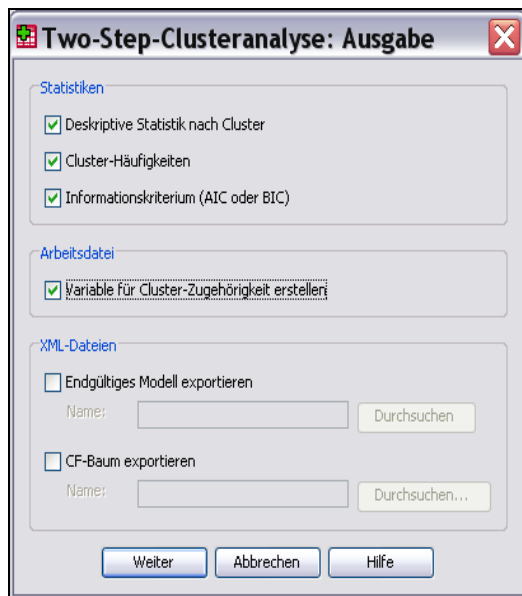 Two-Step-Clusteranalyse: Ausgabe
Statistiken
Deskriptive Statistik nach Cluster
Cluster-Häufigkeiten
Informationskriterium (AIC oder BIC)
Arbeitsdatei
Variable für Cluster-Zugehörigkeit erstellen
XML-Dateien
Endgültiges Modell exportieren
Name:
Durchsuchen
CF-Baum exportieren
Name:
Durchsuchen...
Weiter Abbrechen Hilfe